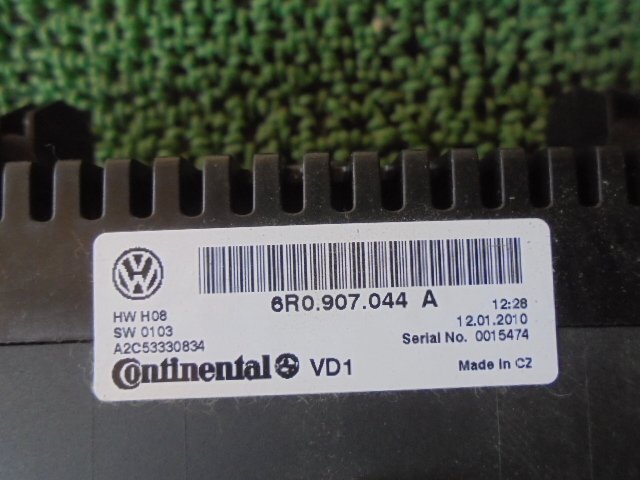 6R0.907.044 A
12:28
12.01.2010
Serial No. 0015474
HW H08
SW 0103
A2C53330834
Continental VD1
Made in CZ